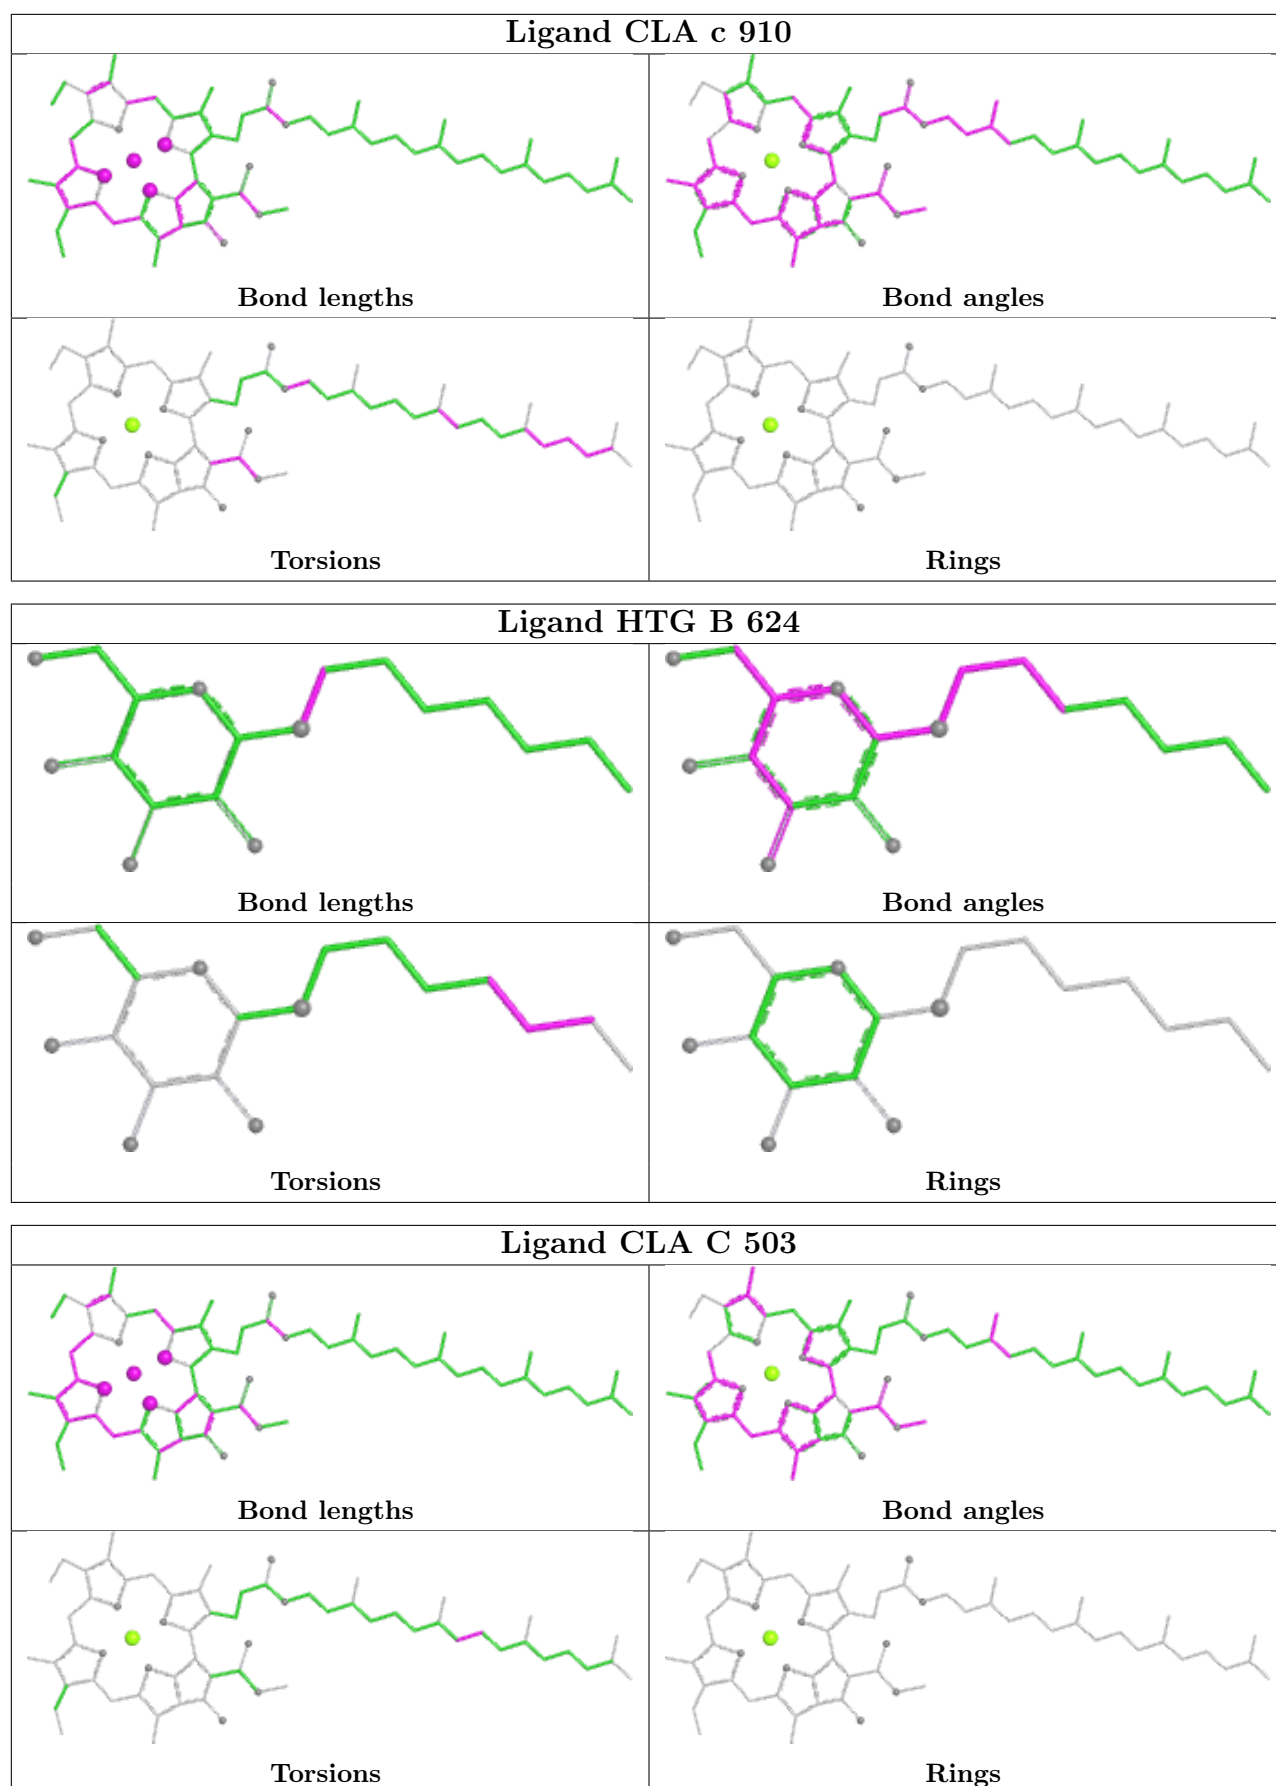 Ligand CLA c 910
Bond lengths
Bond angles
Torsions
Rings
Ligand HTG B 624
Bond lengths
Bond angles
Torsions
Rings
Ligand CLA C 503
Bond lengths
Bond angles
Torsions
Rings